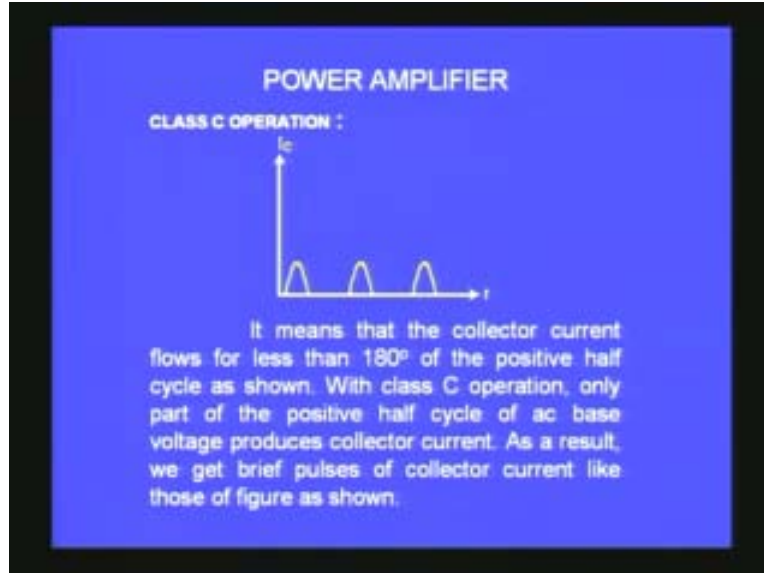 POWER AMPLIFIER
CLASS C OPERATION :
Ic
t
It means that the collector current
flows for less than 180º of the positive half
cycle as shown. With class C operation, only
part of the positive half cycle of ac base
voltage produces collector current. As a result,
we get brief pulses of collector current like
those of figure as shown.